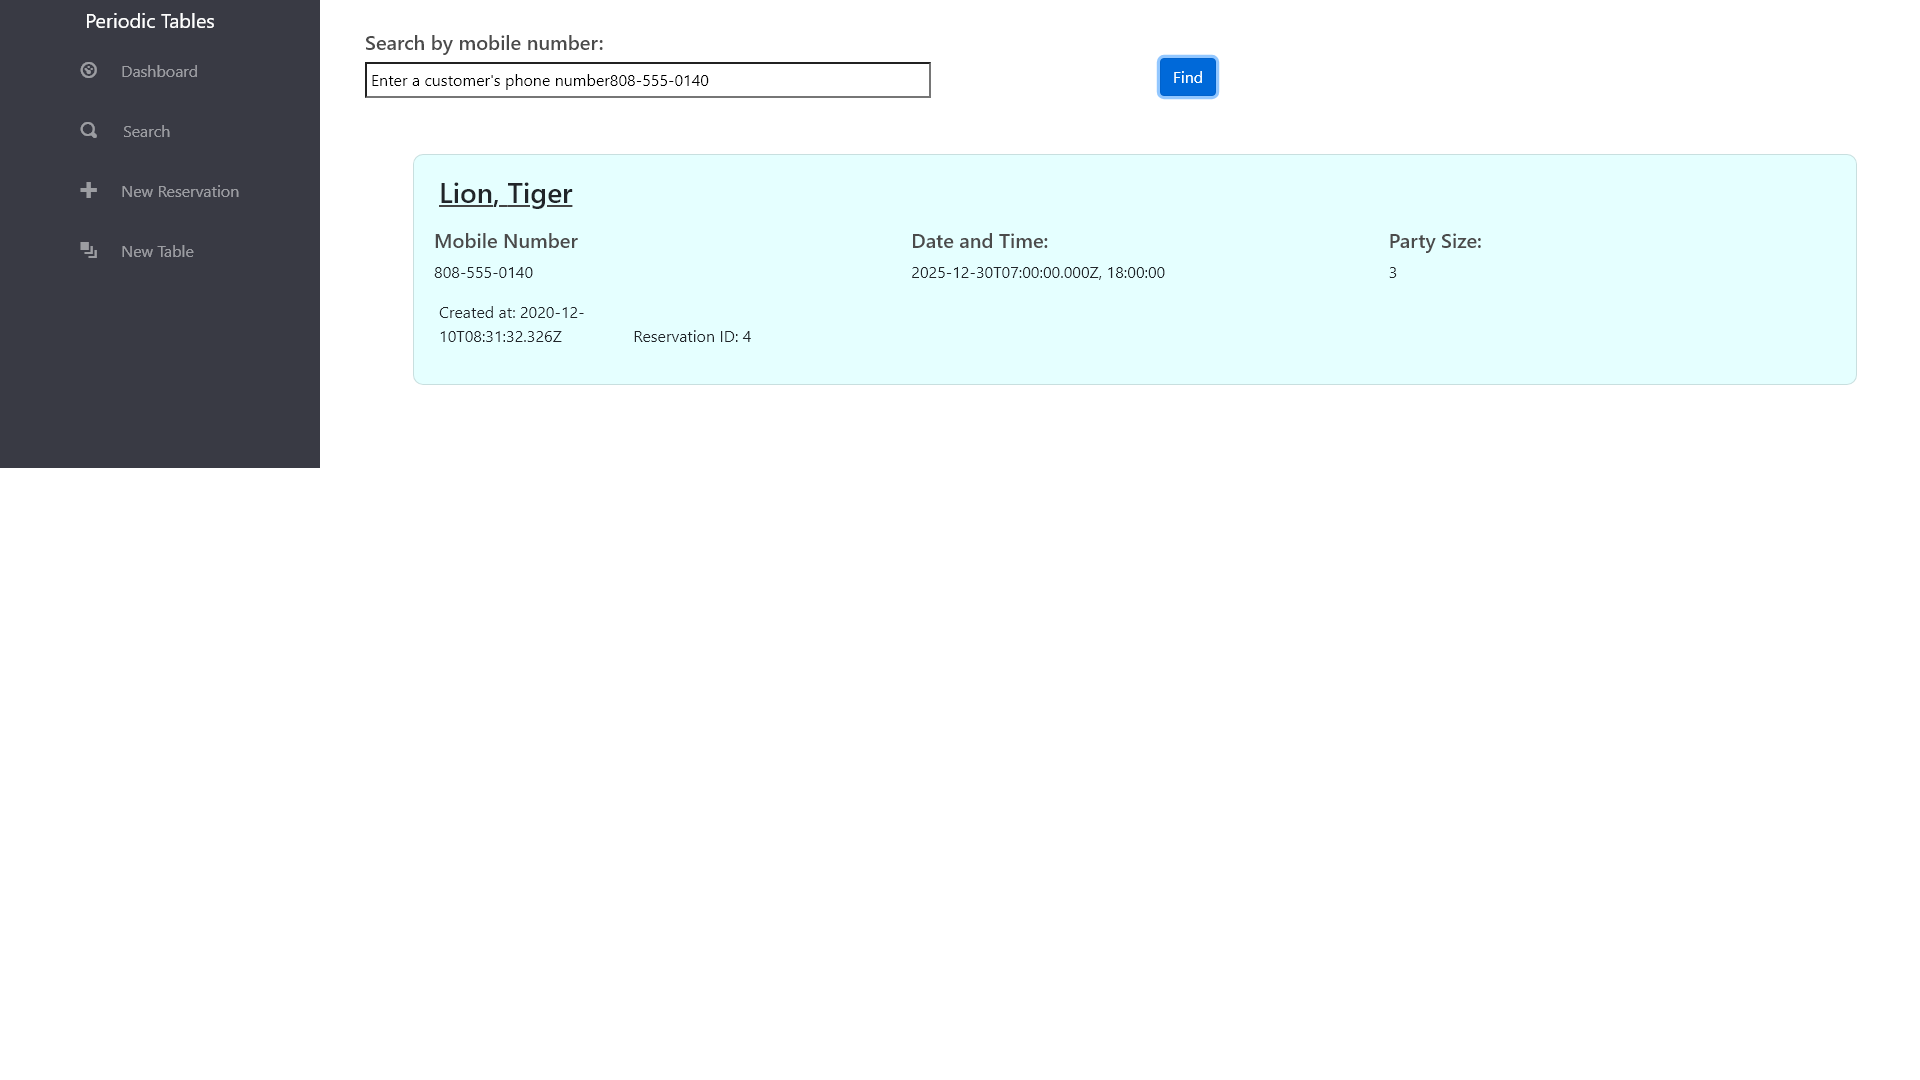 Periodic Tables
Dashboard
Search
New Reservation
New Table
Search by mobile number:
Enter a customer's phone number808-555-0140
Find
Lion, Tiger
Mobile Number
808-555-0140
Date and Time:
2025-12-30T07:00:00.000Z, 18:00:00
Party Size:
3
Created at: 2020-12-
10T08:31:32.326Z
Reservation ID: 4